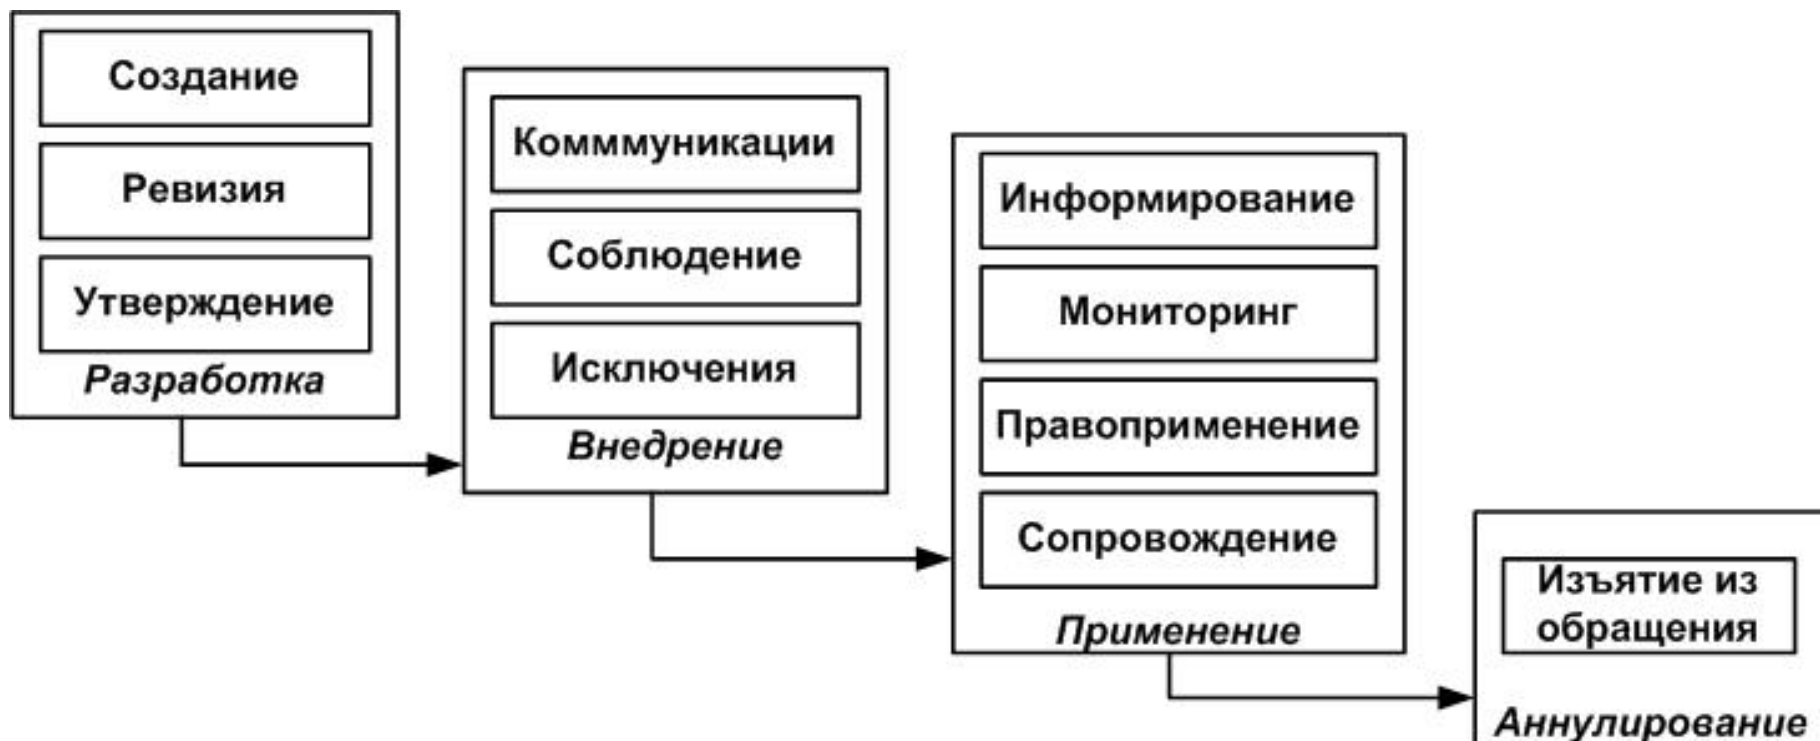 Создание
Ревизия
Утверждение
Разработка
Комммуникации
Соблюдение
Исключения
Внедрение
Информирование
Мониторинг
Правоприменение
Сопровождение
Применение
Изъятие из
обращения
Аннулирование